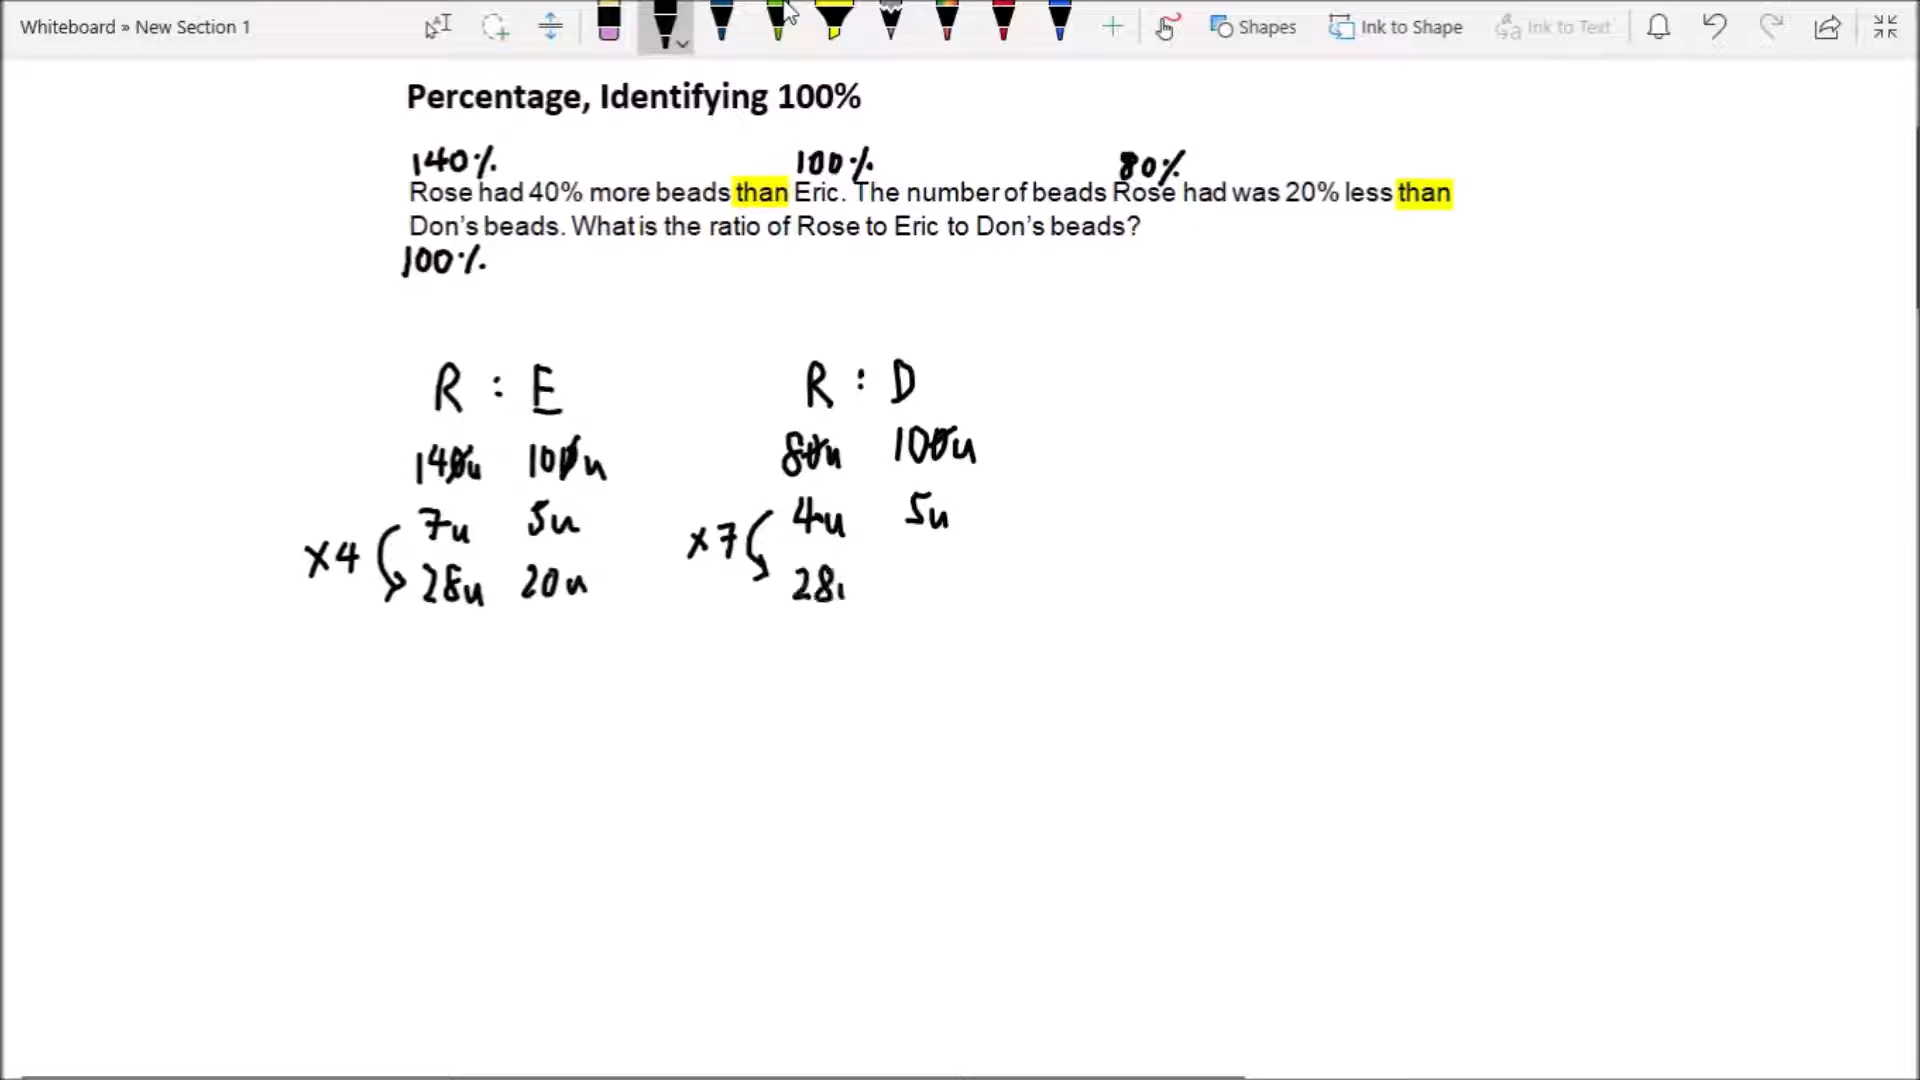 Whiteboard » New Section 1
Shapes
Ink to Shape
Ink to Text
Percentage, Identifying 100%
140% 100% 80%
Rose had 40% more beads than Eric. The number of beads Rose had was 20% less than
Don's beads. What is the ratio of Rose to Eric to Don's beads?
100%
R : E
140u 100u
7u 5u
x4
28u 20u
R : D
80u 100u
4u 5u
x7
28